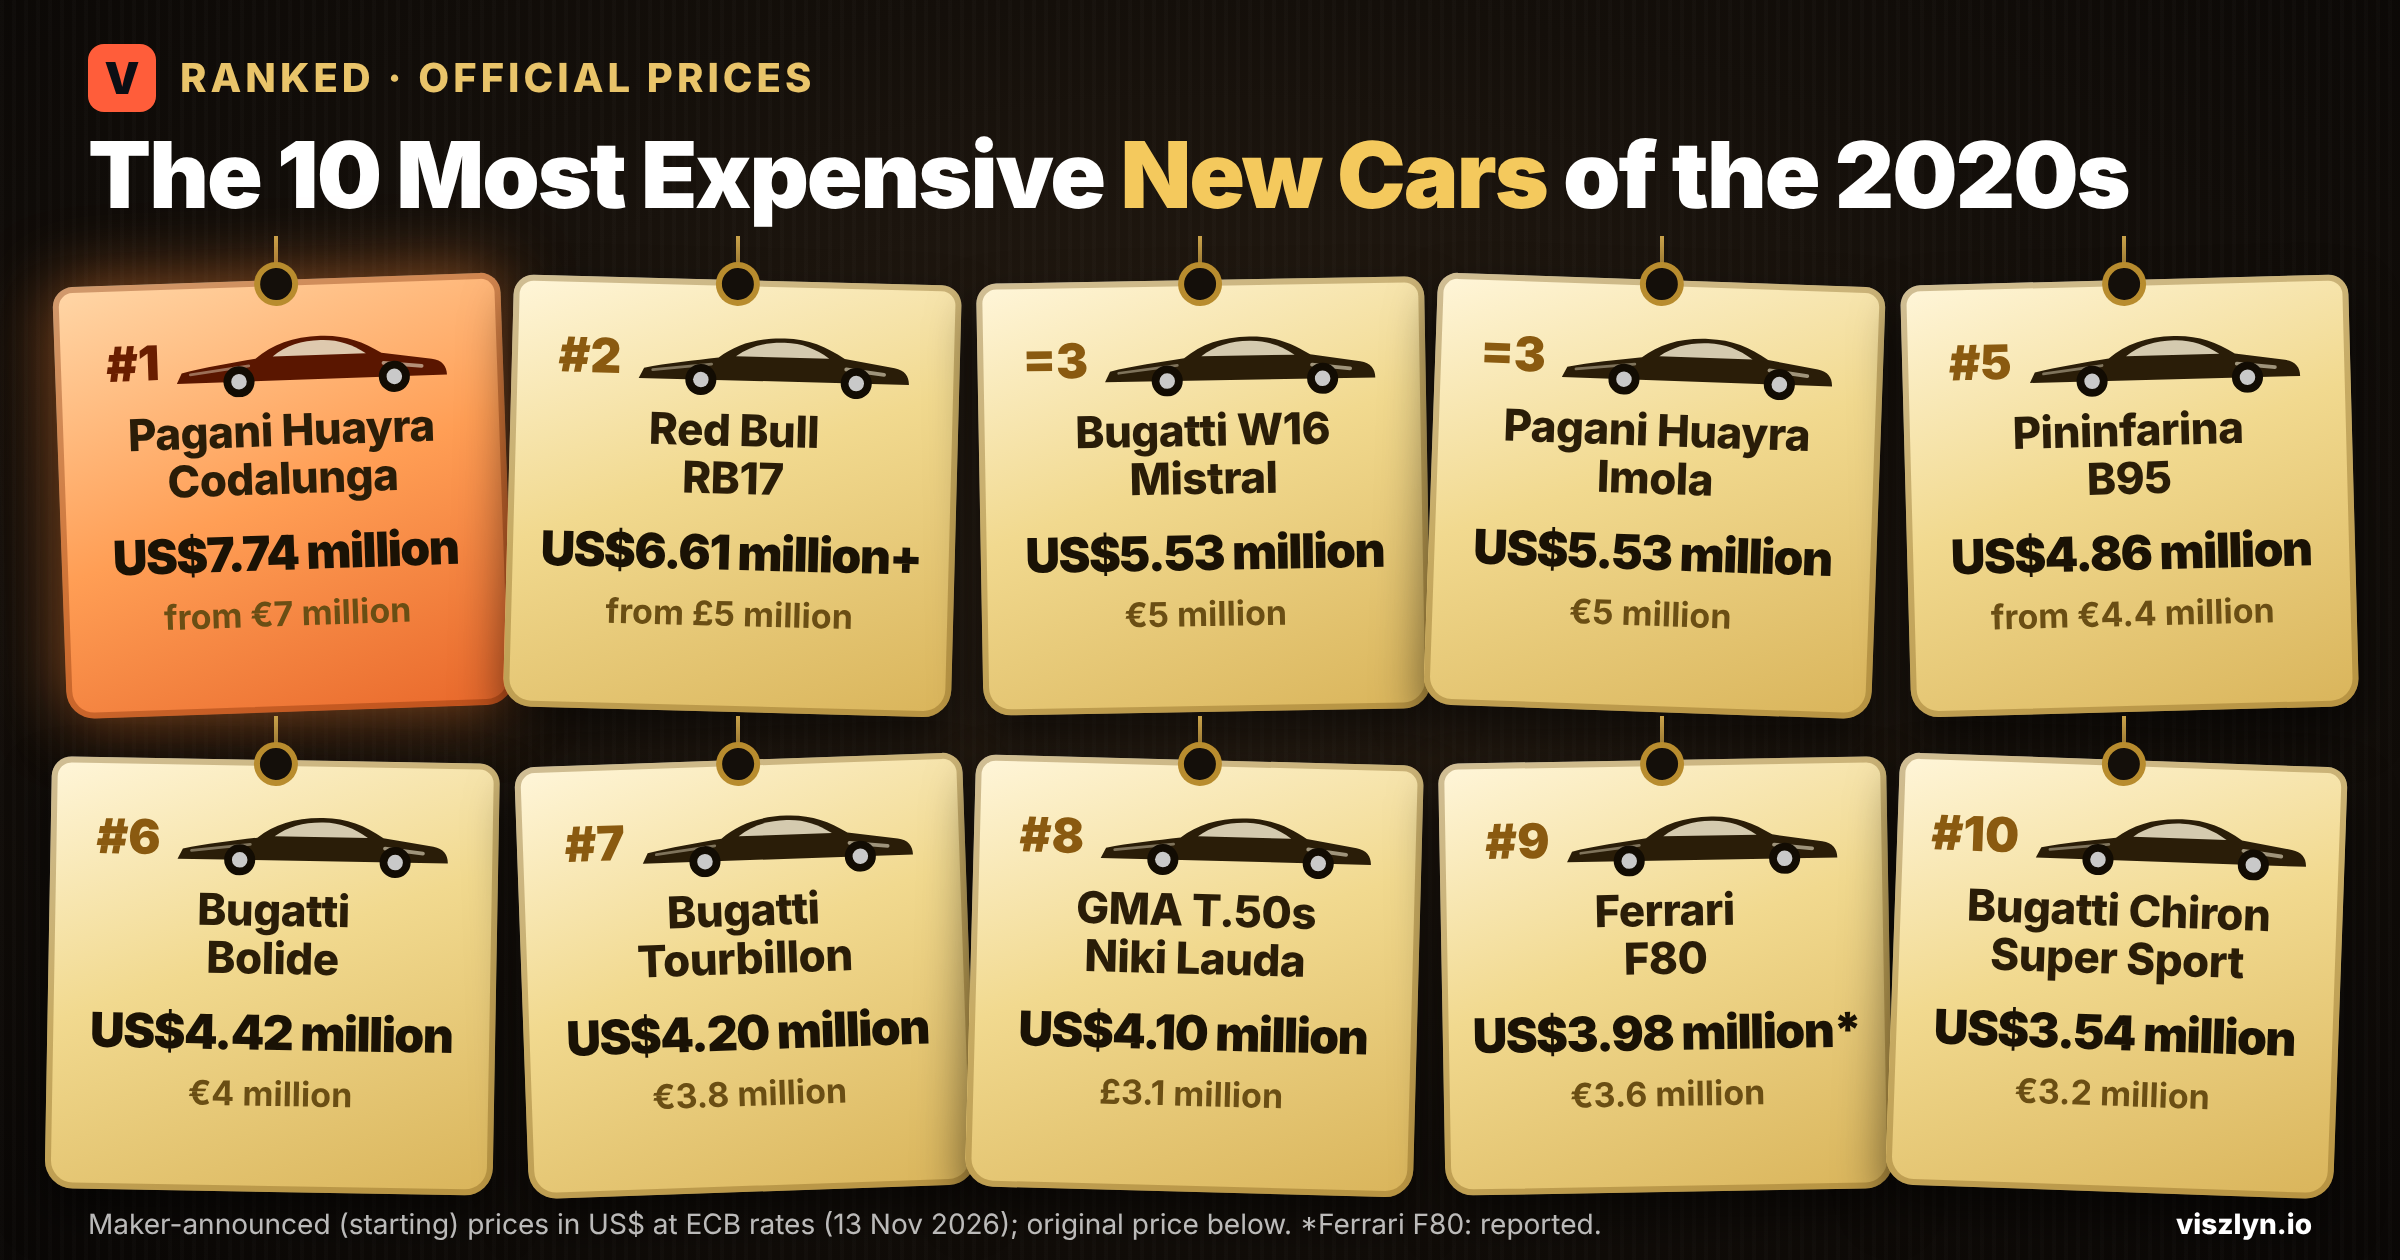 V RANKED · OFFICIAL PRICES
The 10 Most Expensive New Cars of the 2020s
#1
Pagani Huayra
Codalunga
US$7.74 million
from €7 million
#2
Red Bull
RB17
US$6.61 million+
from £5 million
=3
Bugatti W16
Mistral
US$5.53 million
€5 million
=3
Pagani Huayra
Imola
US$5.53 million
€5 million
#5
Pininfarina
B95
US$4.86 million
from €4.4 million
#6
Bugatti
Bolide
US$4.42 million
€4 million
#7
Bugatti
Tourbillon
US$4.20 million
€3.8 million
#8
GMA T.50s
Niki Lauda
US$4.10 million
£3.1 million
#9
Ferrari
F80
US$3.98 million*
€3.6 million
#10
Bugatti Chiron
Super Sport
US$3.54 million
€3.2 million
Maker-announced (starting) prices in US$ at ECB rates (13 Nov 2026); original price below. *Ferrari F80: reported.
viszlyn.io